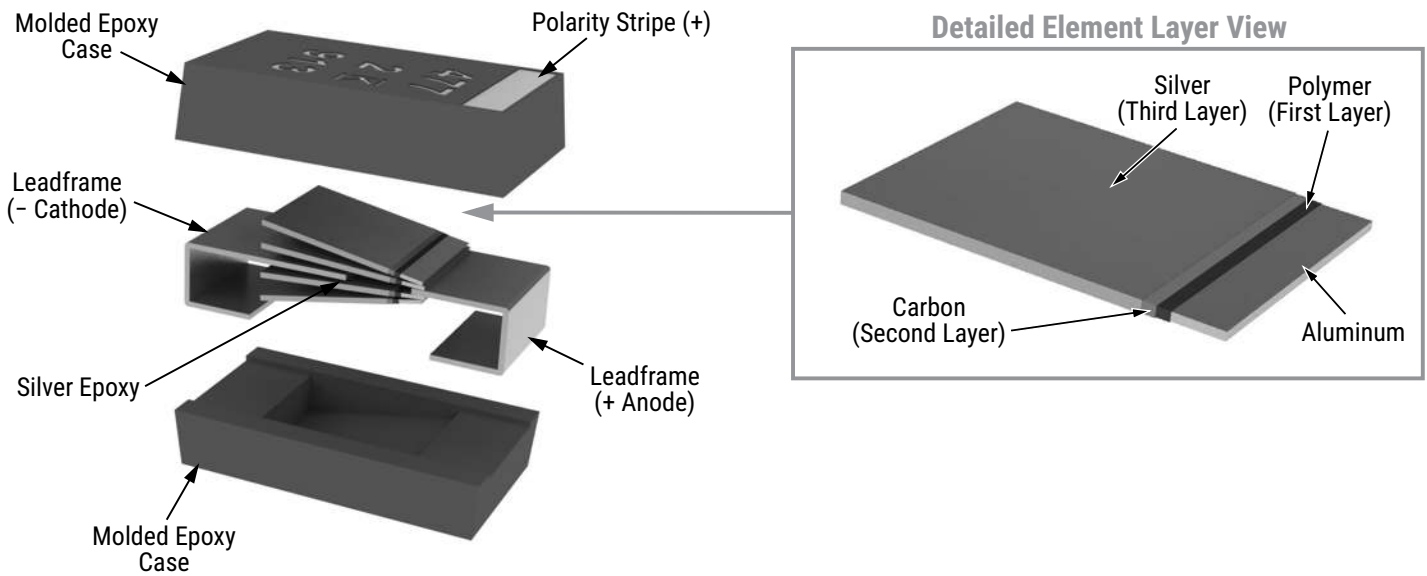 Molded Epoxy
Case
Polarity Stripe (+)
Leadframe
(− Cathode)
Silver Epoxy
Leadframe
(+ Anode)
Molded Epoxy
Case
Detailed Element Layer View
Silver
(Third Layer)
Polymer
(First Layer)
Carbon
(Second Layer)
Aluminum